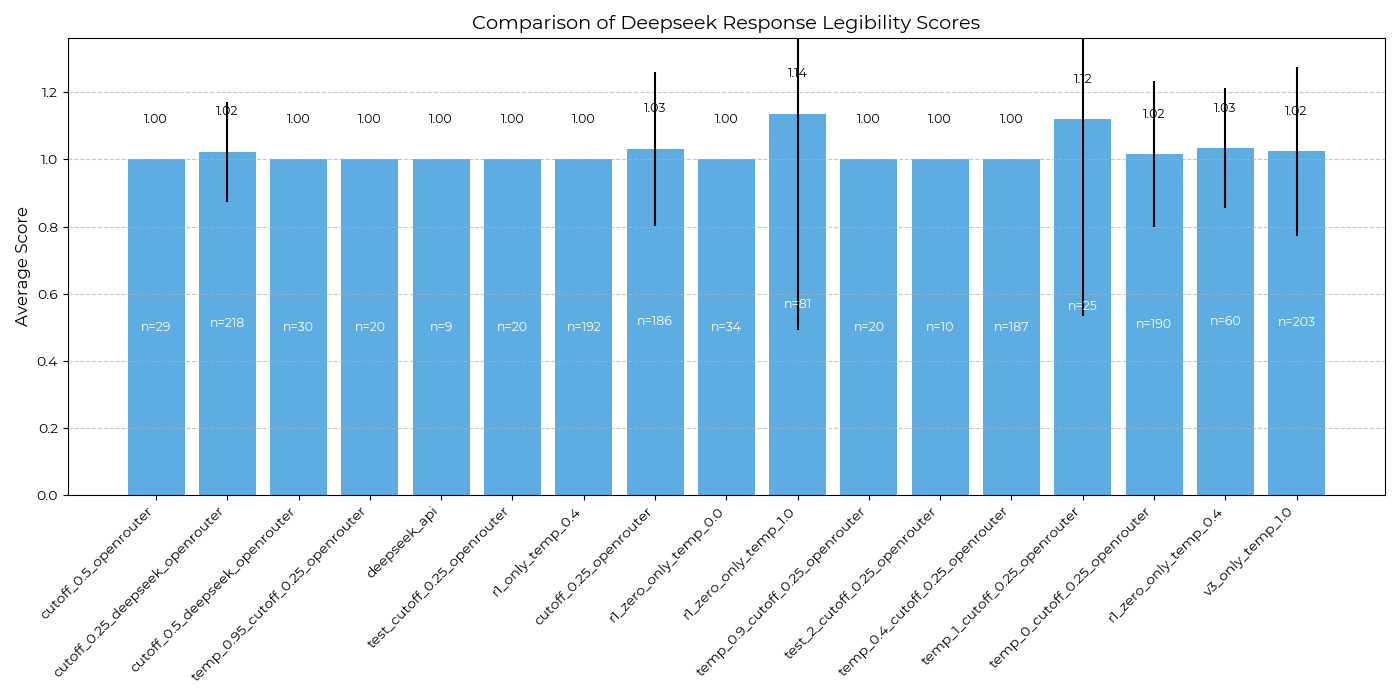 Comparison of Deepseek Response Legibility Scores
Average Score
1.2
1.0
0.8
0.6
0.4
0.2
0.0
1.00
1.02
1.00
1.00
1.00
1.00
1.00
1.03
1.00
1.14
1.00
1.00
1.00
1.12
1.02
1.03
1.02
n=29
n=218
n=30
n=20
n=9
n=20
n=192
n=186
n=34
n=81
n=20
n=10
n=187
n=25
n=190
n=60
n=203
cutoff_0.5_openrouter
cutoff_0.25_deepseek_openrouter
cutoff_0.5_deepseek_openrouter
temp_0.95_cutoff_0.25_openrouter
deepseek_api
test_cutoff_0.25_openrouter
r1_only_temp_0.4
cutoff_0.25_openrouter
r1_zero_only_temp_0.0
r1_zero_only_temp_1.0
temp_0.9_cutoff_0.25_openrouter
test_2_cutoff_0.25_openrouter
temp_0.4_cutoff_0.25_openrouter
temp_1_cutoff_0.25_openrouter
temp_0_cutoff_0.25_openrouter
r1_zero_only_temp_0.4
v3_only_temp_1.0